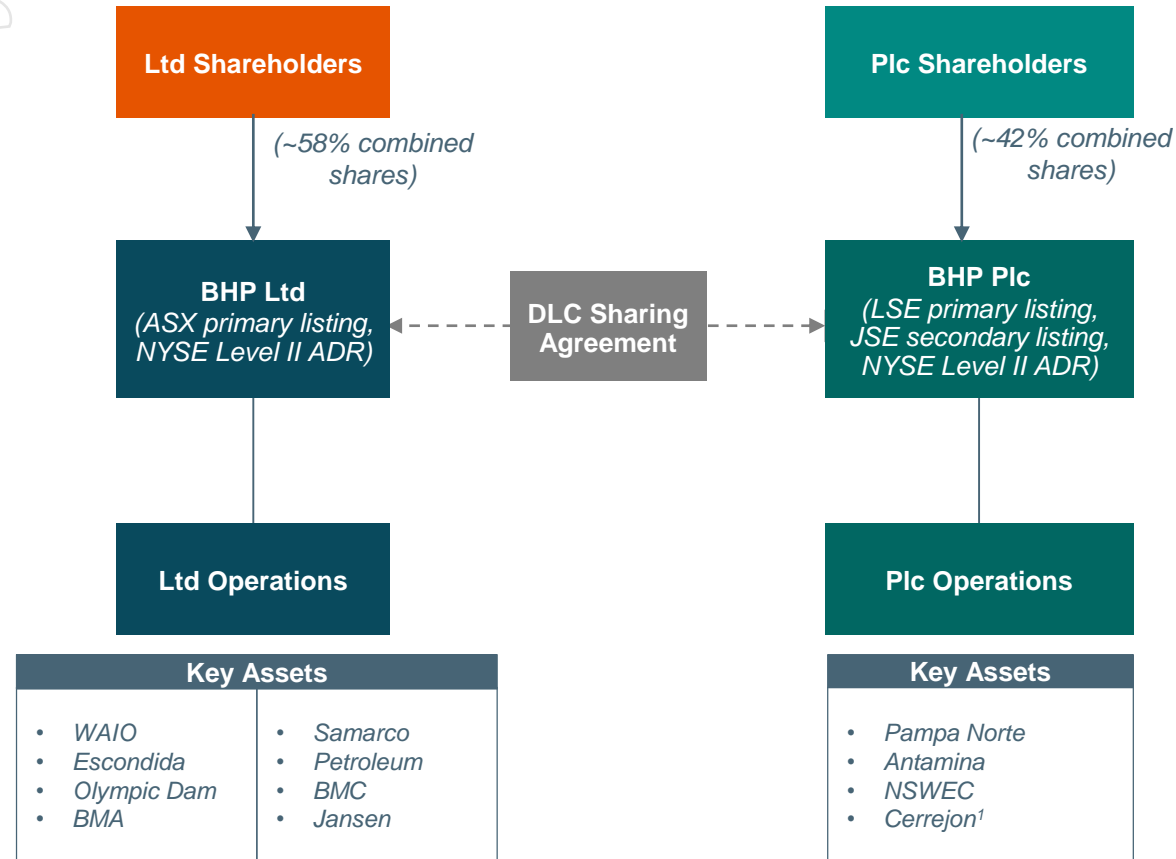 Ltd Shareholders
Plc Shareholders
(~58% combined
shares)
(~42% combined
shares)
BHP Ltd
(ASX primary listing,
NYSE Level II ADR)
DLC Sharing
Agreement
BHP Plc
(LSE primary listing,
JSE secondary listing,
NYSE Level II ADR)
Ltd Operations
Plc Operations
Key Assets
• WAIO
• Escondida
• Olympic Dam
• BMA
• Samarco
• Petroleum
• BMC
• Jansen
Key Assets
• Pampa Norte
• Antamina
• NSWEC
• Cerrejon¹